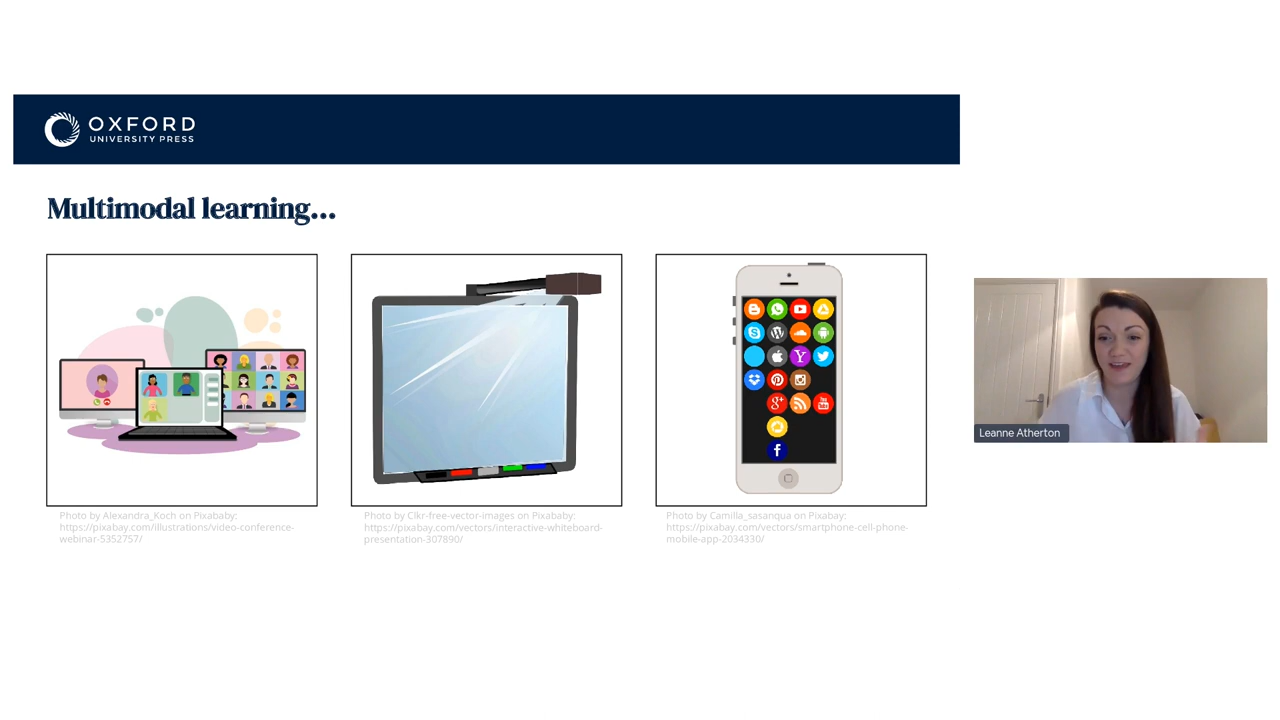 OXFORD
UNIVERSITY PRESS
Multimodal learning...
Photo by Alexandra_Koch on Pixababy:
https://pixabay.com/illustrations/video-conference-
webinar-5352757/
Photo by Clkr-free-vector-images on Pixababy:
https://pixabay.com/vectors/interactive-whiteboard-
presentation-307890/
Photo by Camilla_sasanqua on Pixabay:
https://pixabay.com/vectors/smartphone-cell-phone-
mobile-app-2034330/
Leanne Atherton